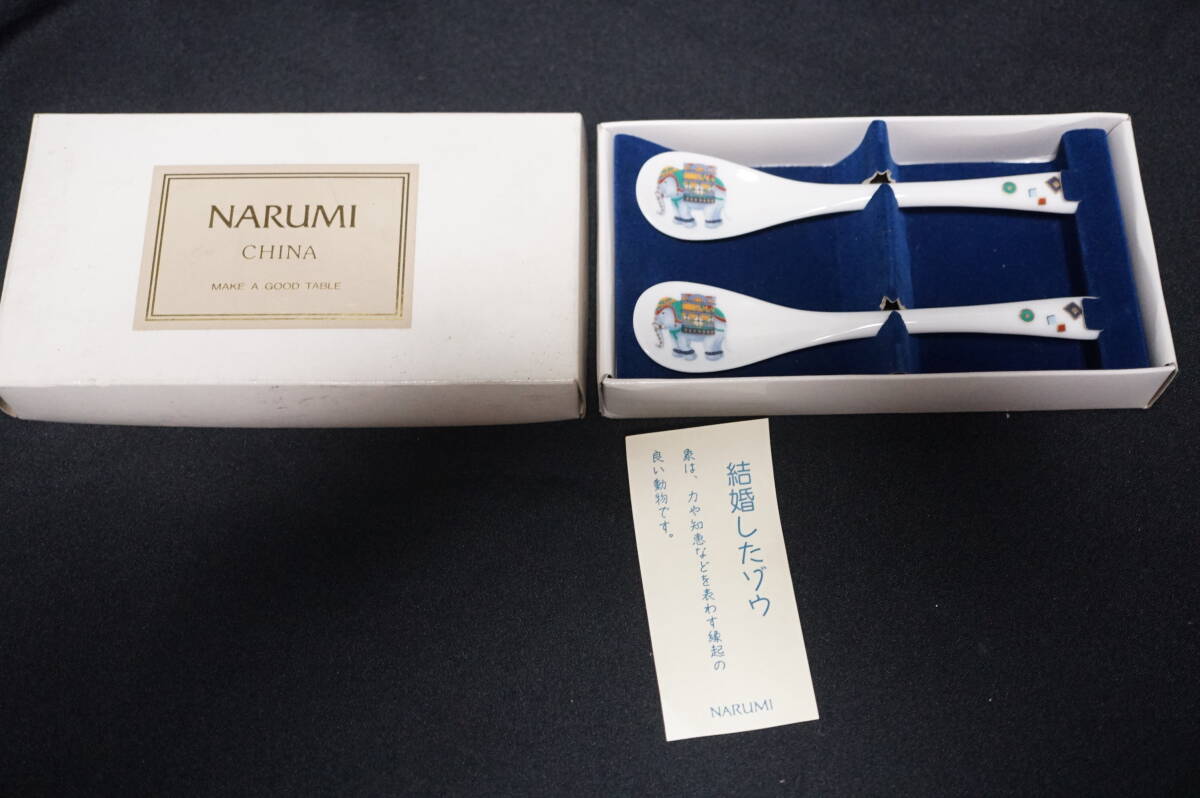 NARUMI
CHINA
MAKE A GOOD TABLE
結婚したゾウ
象は、力や知恵などを表わす縁起の
良い動物です。
NARUMI